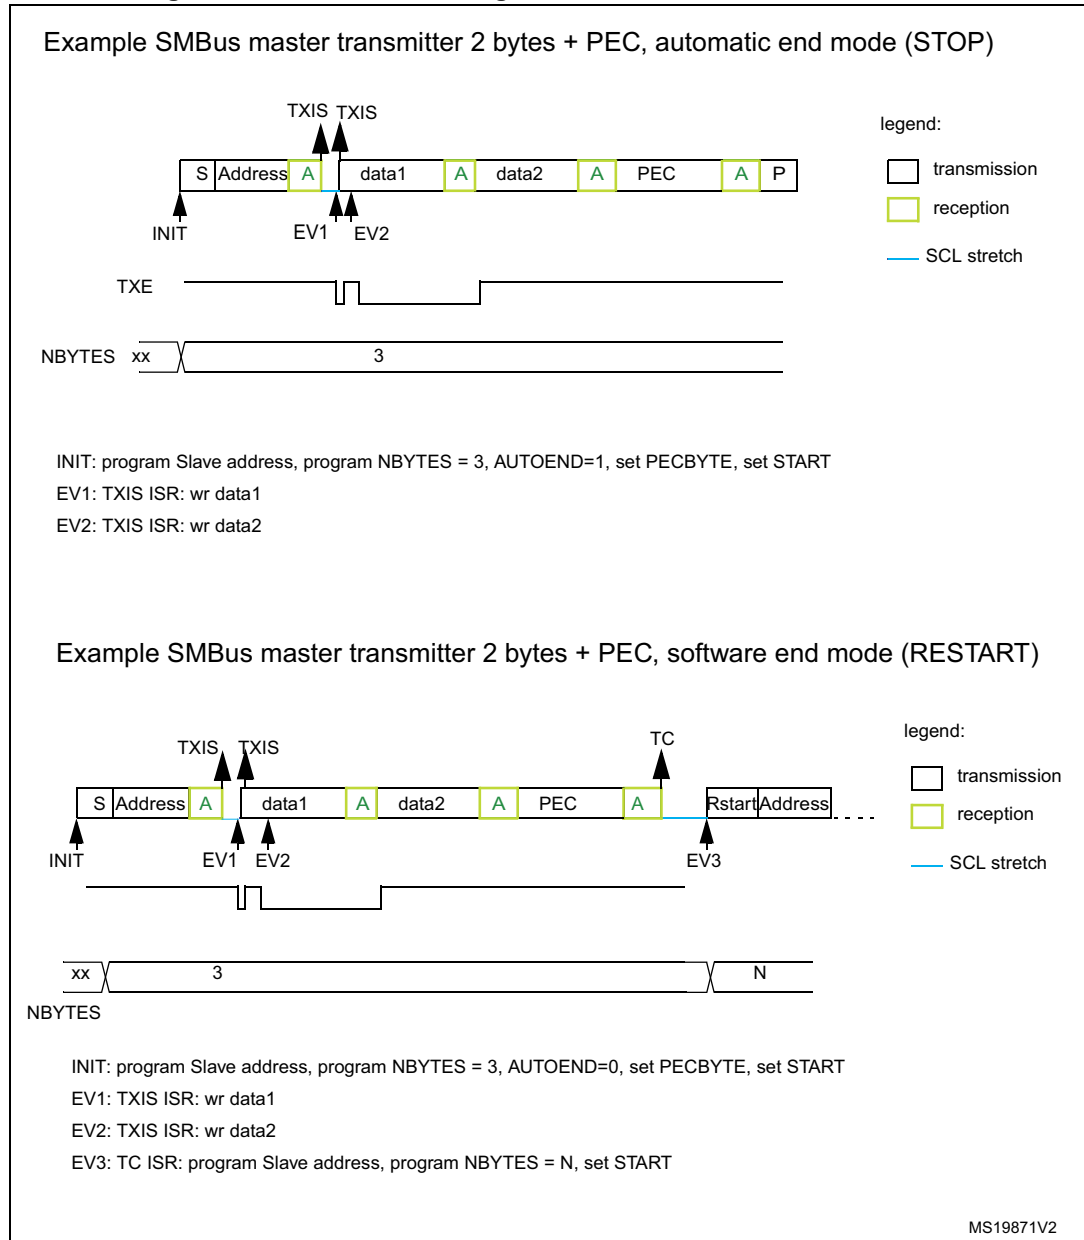 Example SMBus master transmitter 2 bytes + PEC, automatic end mode (STOP)
TXIS TXIS
legend:
S Address A data1 A data2 A PEC A P
transmission
reception
INIT EV1 EV2
SCL stretch
TXE
NBYTES xx 3
INIT: program Slave address, program NBYTES = 3, AUTOEND=1, set PECBYTE, set START
EV1: TXIS ISR: wr data1
EV2: TXIS ISR: wr data2
Example SMBus master transmitter 2 bytes + PEC, software end mode (RESTART)
TXIS TXIS TC
legend:
transmission
S Address A data1 A data2 A PEC A Rstart Address
reception
INIT EV1 EV2 EV3
SCL stretch
xx 3 N
NBYTES
INIT: program Slave address, program NBYTES = 3, AUTOEND=0, set PECBYTE, set START
EV1: TXIS ISR: wr data1
EV2: TXIS ISR: wr data2
EV3: TC ISR: program Slave address, program NBYTES = N, set START
MS19871V2